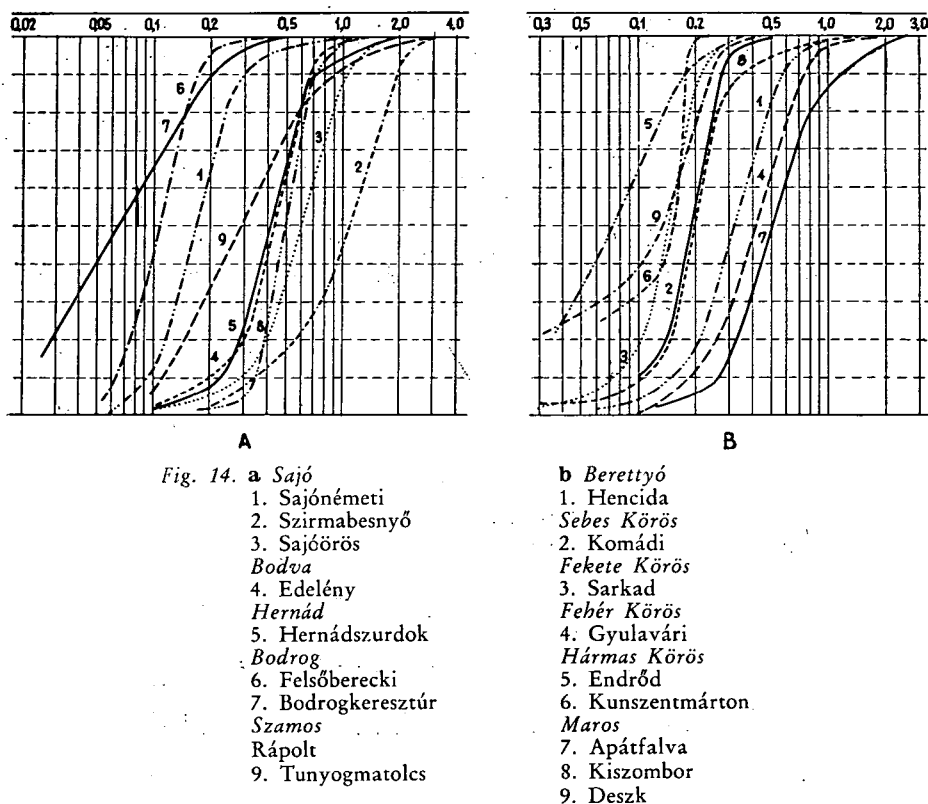 0,02 0,05 0,1 0,2 0,5 1,0 2,0 4,0
6
7
1
9
3
2
5
4
8
7
A
0,3 0,5 0,1 0,2 0,5 1,0 2,0 3,0
8
5
1
4
9
7
6
2
3
B
Fig. 14. a Sajó
1. Sajónémeti
2. Szirmabesnyő
3. Sajóörös
Bodva
4. Edelény
Hernád
5. Hernádszurdok
Bodrog
6. Felsőberecki
7. Bodrogkeresztúr
Szamos
Rápolt
9. Tunyogmatolcs
b Berettyó
1. Hencida
Sebes Körös
2. Komádi
Fekete Körös
3. Sarkad
Fehér Körös
4. Gyulavári
Hármas Körös
5. Endrőd
6. Kunszentmárton
Maros
7. Apátfalva
8. Kiszombor
9. Deszk